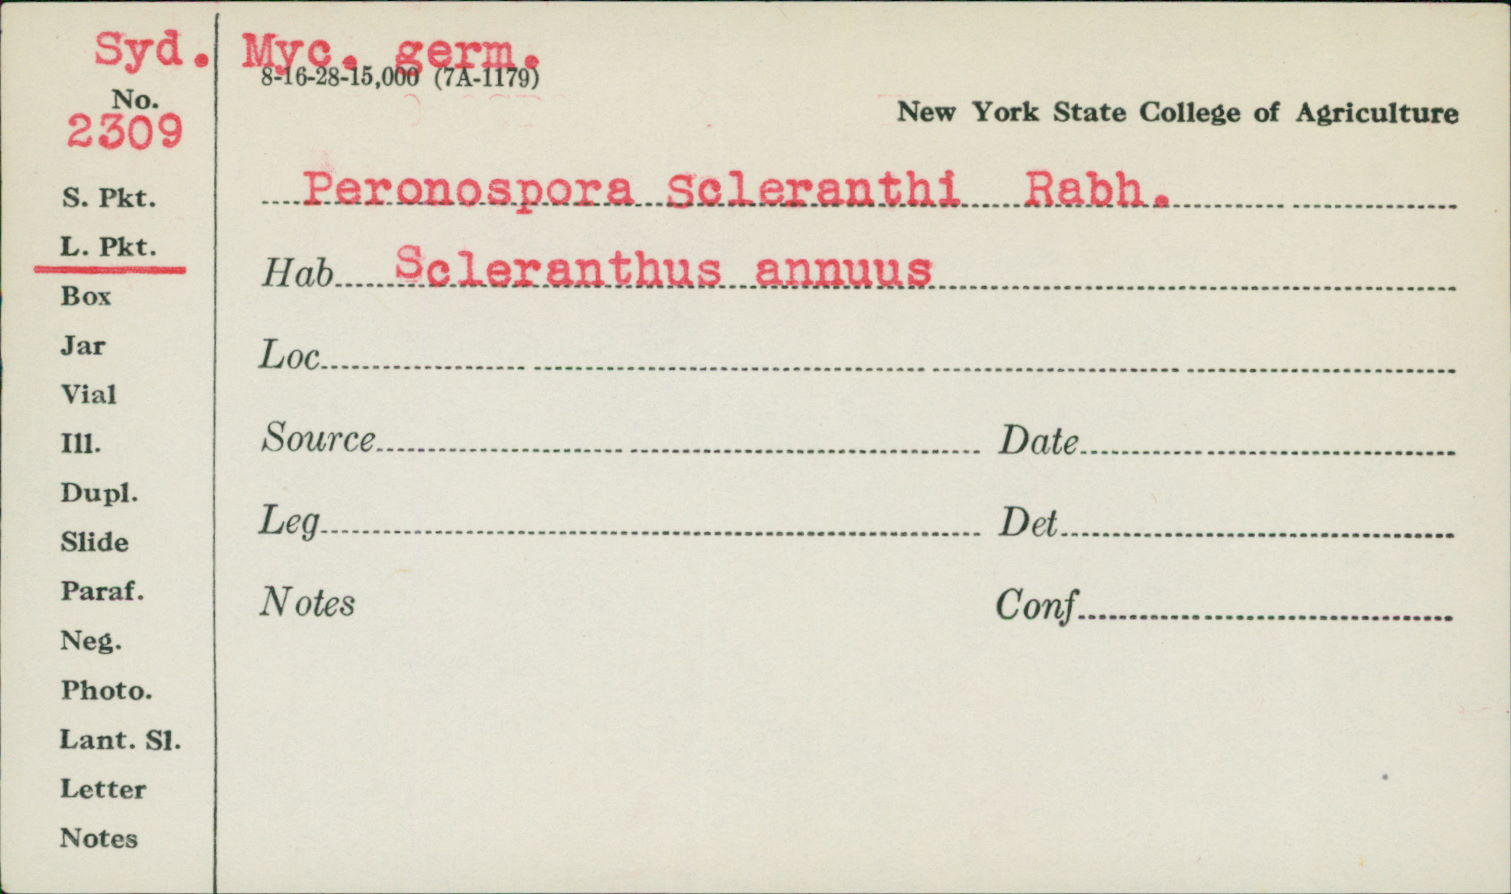 Syd. Myc. germ.
8-16-28-15,000 (7A-1179)
No.
2309
New York State College of Agriculture
S. Pkt.
Peronospora Scleranthi Rabh.
L. Pkt.
Hab Scleranthus annuus
Box
Jar
Loc
Vial
Ill.
Source Date
Dupl.
Slide
Leg Det
Paraf.
Notes Conf
Neg.
Photo.
Lant. Sl.
Letter
Notes